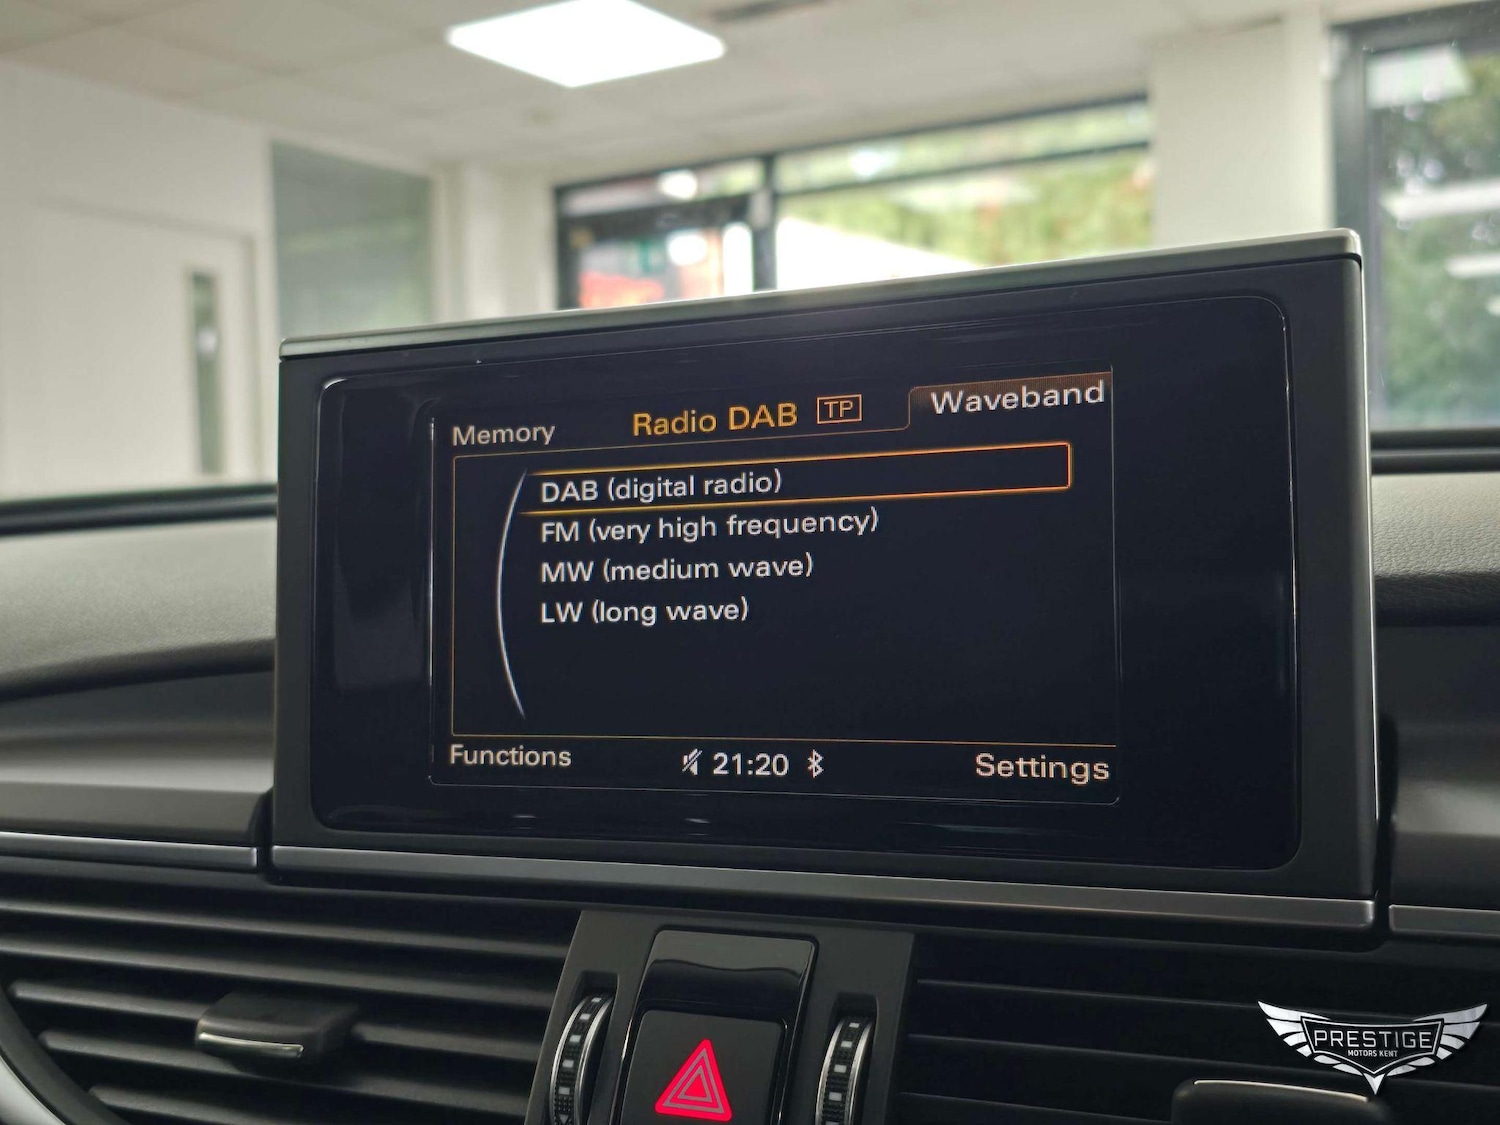 Memory
Radio DAB TP
Waveband
DAB (digital radio)
FM (very high frequency)
MW (medium wave)
LW (long wave)
Functions
21:20
Settings
PRESTIGE
MOTORS KENT